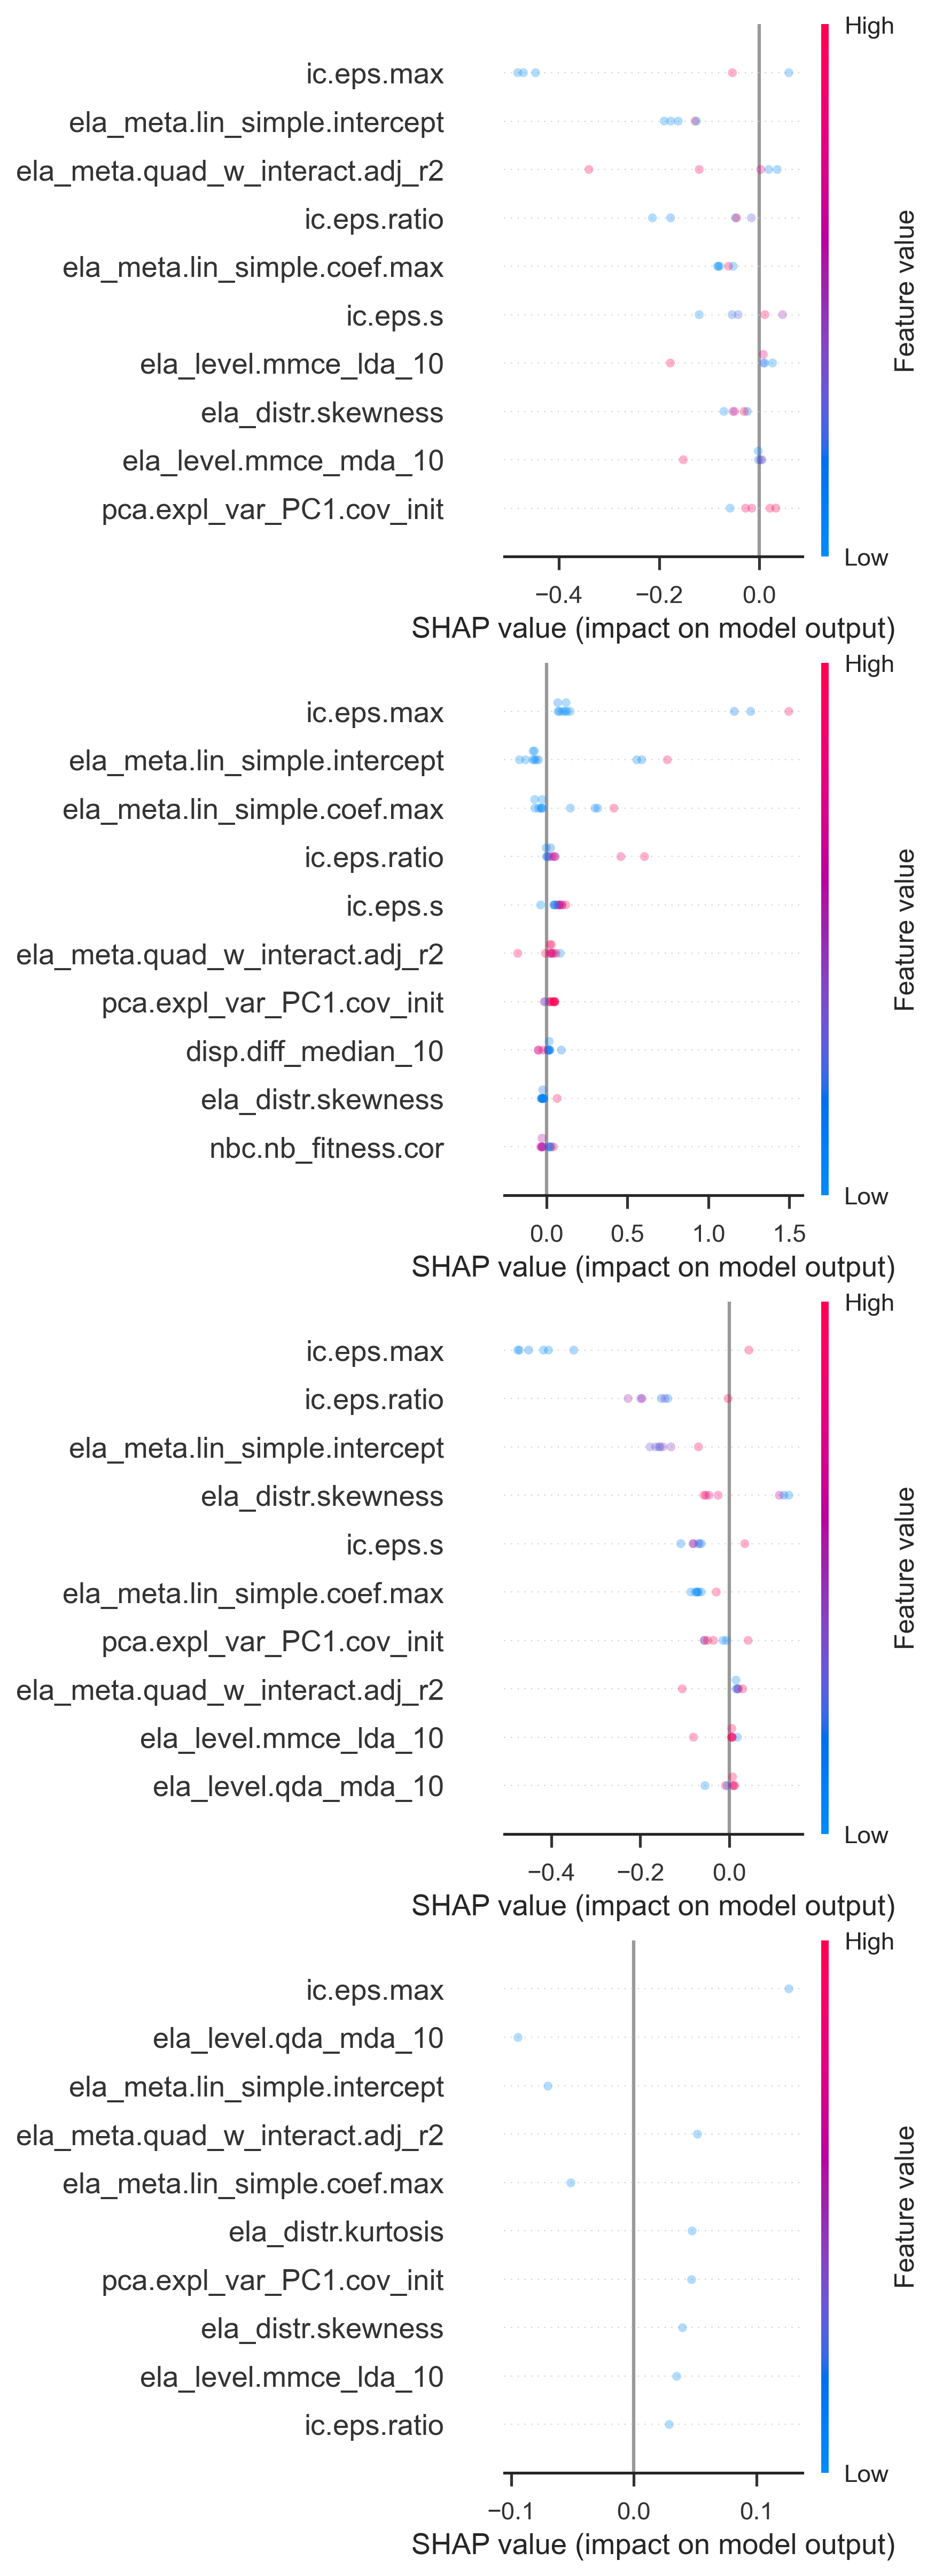 High
ic.eps.max
ela_meta.lin_simple.intercept
ela_meta.quad_w_interact.adj_r2
ic.eps.ratio
ela_meta.lin_simple.coef.max
ic.eps.s
ela_level.mmce_lda_10
ela_distr.skewness
ela_level.mmce_mda_10
pca.expl_var_PC1.cov_init
Feature value
Low
−0.4 −0.2 0.0
SHAP value (impact on model output)
High
ic.eps.max
ela_meta.lin_simple.intercept
ela_meta.lin_simple.coef.max
ic.eps.ratio
ic.eps.s
ela_meta.quad_w_interact.adj_r2
pca.expl_var_PC1.cov_init
disp.diff_median_10
ela_distr.skewness
nbc.nb_fitness.cor
Feature value
Low
0.0 0.5 1.0 1.5
SHAP value (impact on model output)
High
ic.eps.max
ic.eps.ratio
ela_meta.lin_simple.intercept
ela_distr.skewness
ic.eps.s
ela_meta.lin_simple.coef.max
pca.expl_var_PC1.cov_init
ela_meta.quad_w_interact.adj_r2
ela_level.mmce_lda_10
ela_level.qda_mda_10
Feature value
Low
−0.4 −0.2 0.0
SHAP value (impact on model output)
High
ic.eps.max
ela_level.qda_mda_10
ela_meta.lin_simple.intercept
ela_meta.quad_w_interact.adj_r2
ela_meta.lin_simple.coef.max
ela_distr.kurtosis
pca.expl_var_PC1.cov_init
ela_distr.skewness
ela_level.mmce_lda_10
ic.eps.ratio
Feature value
Low
−0.1 0.0 0.1
SHAP value (impact on model output)